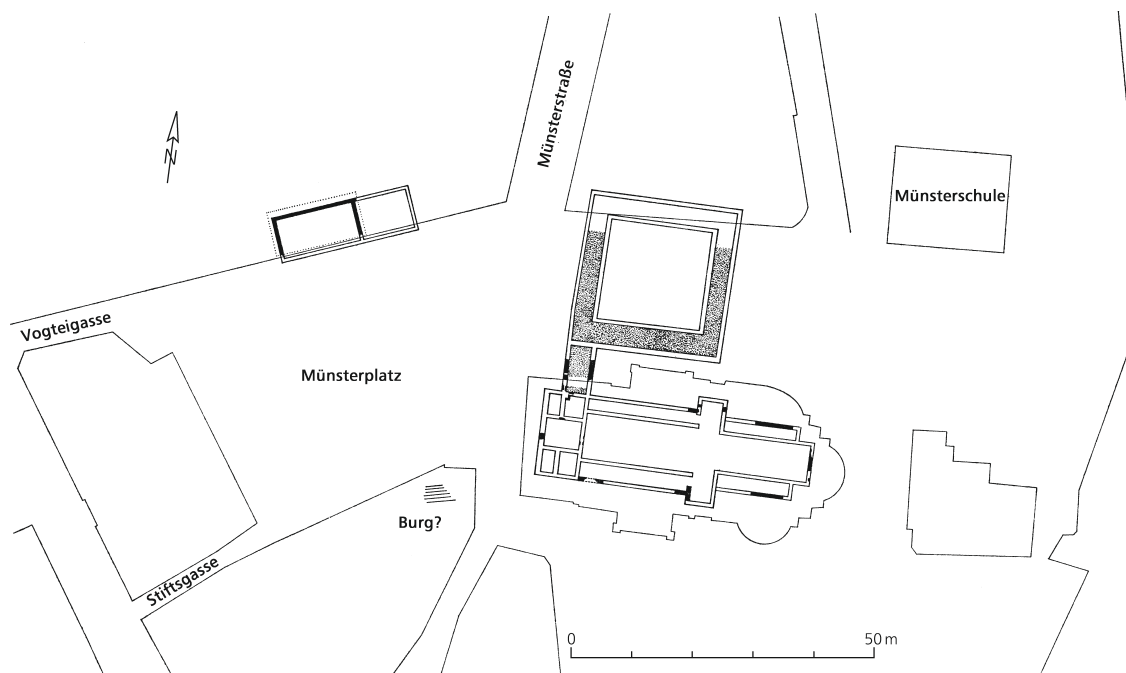 Münsterstraße
N
Münsterschule
Vogteigasse
Münsterplatz
Burg?
Stiftsgasse
0 50 m